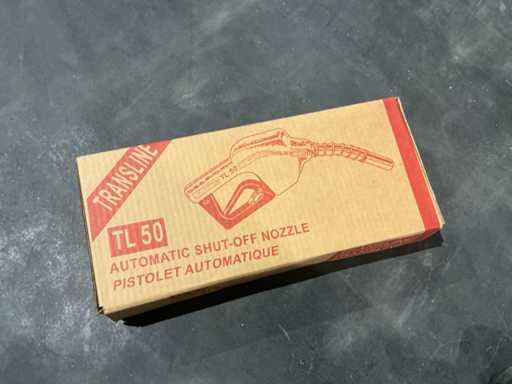 TRANSLINE
TL 50
TL 50
AUTOMATIC SHUT-OFF NOZZLE
PISTOLET AUTOMATIQUE